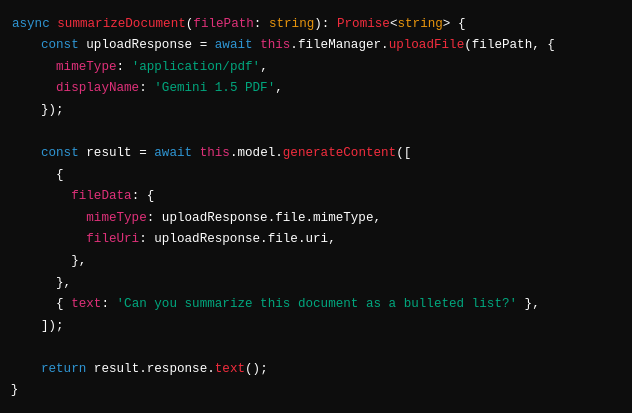 async summarizeDocument(filePath: string): Promise<string> {
    const uploadResponse = await this.fileManager.uploadFile(filePath, {
      mimeType: 'application/pdf',
      displayName: 'Gemini 1.5 PDF',
    });

    const result = await this.model.generateContent([
      {
        fileData: {
          mimeType: uploadResponse.file.mimeType,
          fileUri: uploadResponse.file.uri,
        },
      },
      { text: 'Can you summarize this document as a bulleted list?' },
    ]);

    return result.response.text();
}